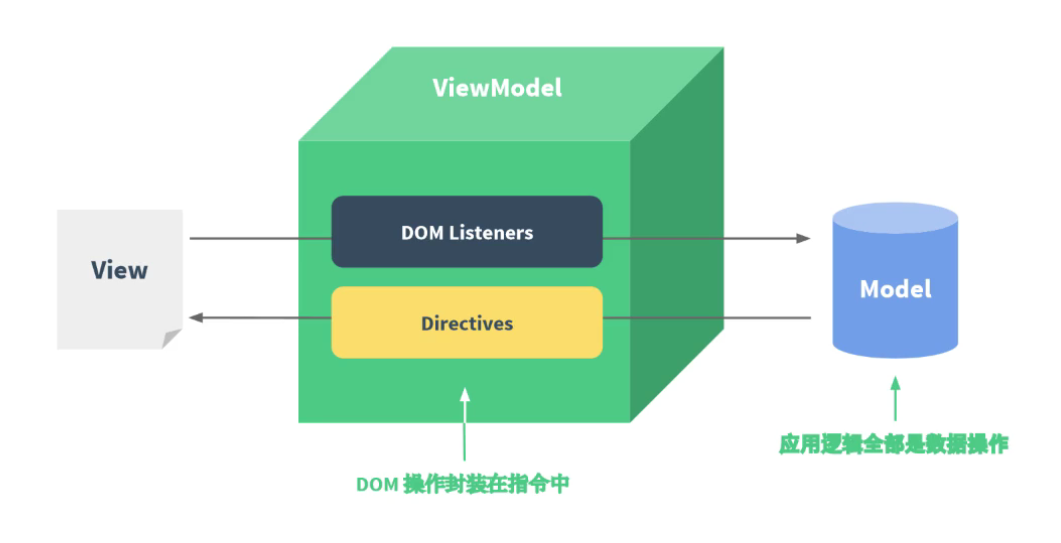 ViewModel
DOM Listeners
View
Model
Directives
应用逻辑全部是数据操作
DOM 操作封装在指令中